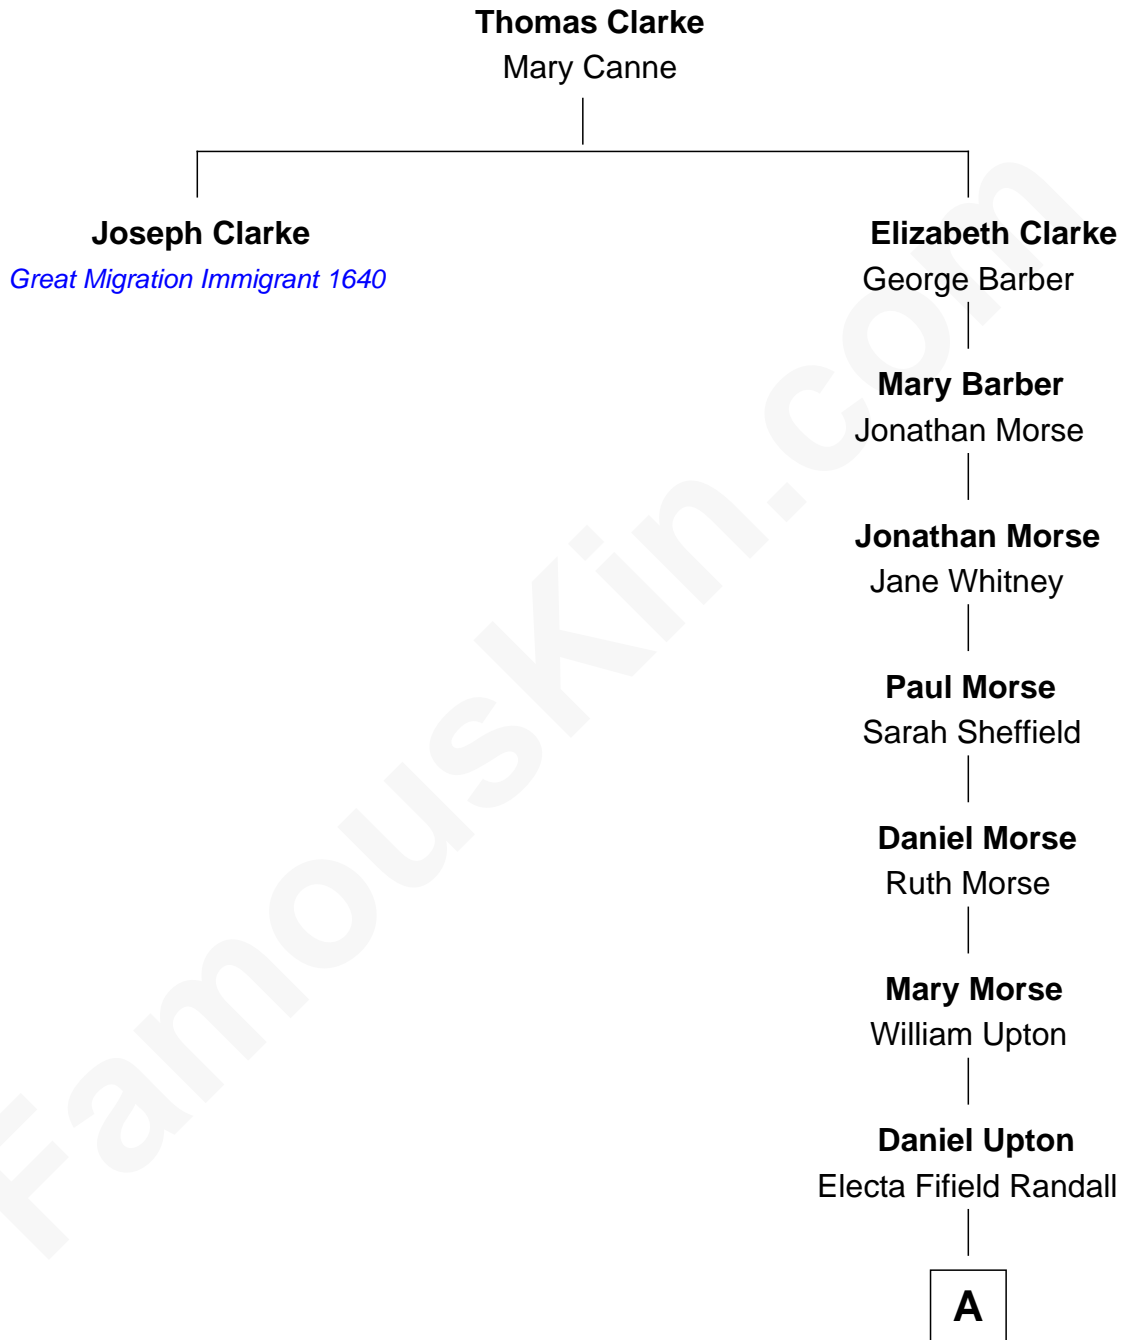 Thomas Clarke
Mary Canne
Joseph Clarke
Great Migration Immigrant 1640
Elizabeth Clarke
George Barber
Mary Barber
Jonathan Morse
Jonathan Morse
Jane Whitney
Paul Morse
Sarah Sheffield
Daniel Morse
Ruth Morse
Mary Morse
William Upton
Daniel Upton
Electa Fifield Randall
A
FamousKin.com